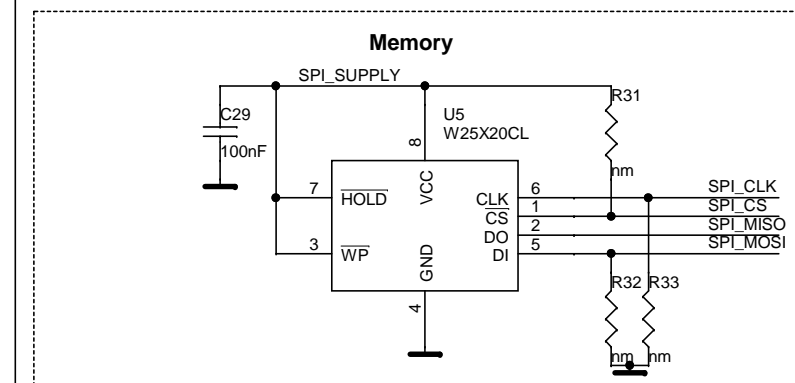 Memory
SPI_SUPPLY
R31
C29
U5
W25X20CL
100nF
8
nm
7
HOLD
VCC
CLK
6
SPI_CLK
CS
1
SPI_CS
DO
2
SPI_MISO
3
WP
GND
DI
5
SPI_MOSI
4
R32
R33
nm
nm